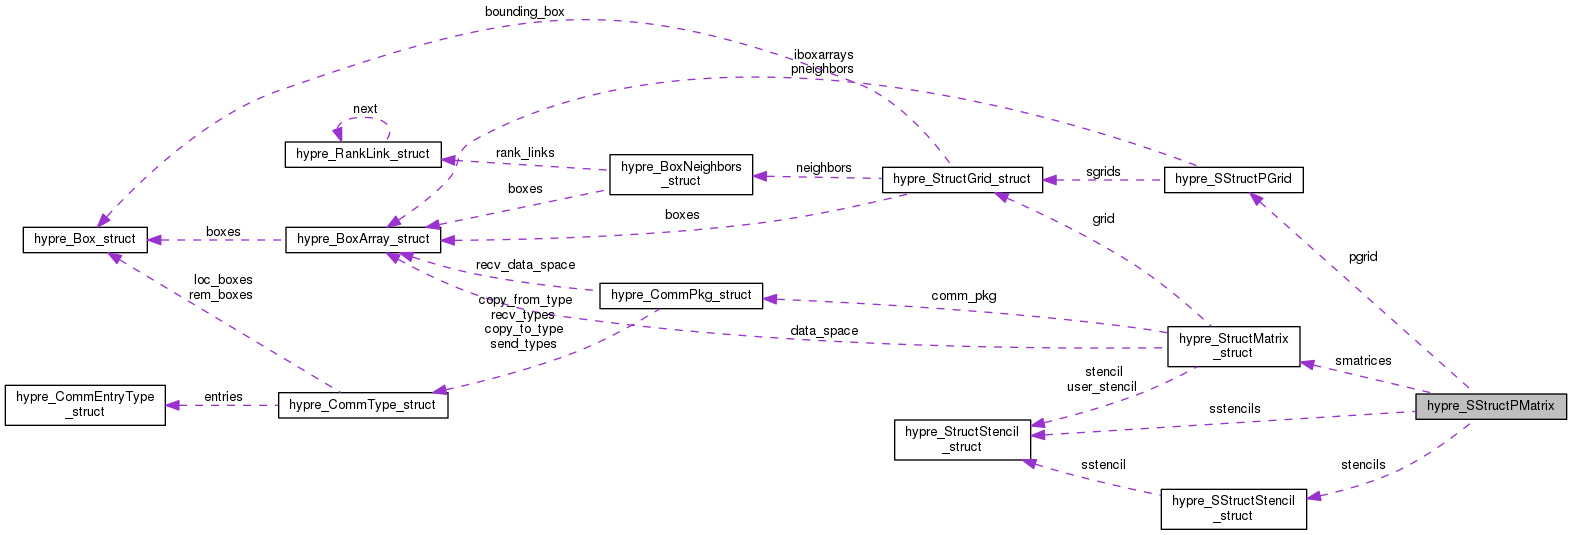 bounding_box
iboxarrays
pneighbors
next
hypre_RankLink_struct
rank_links
hypre_BoxNeighbors
_struct
neighbors
hypre_StructGrid_struct
sgrids
hypre_SStructPGrid
boxes
boxes
grid
hypre_Box_struct
boxes
hypre_BoxArray_struct
pgrid
recv_data_space
loc_boxes
rem_boxes
hypre_CommPkg_struct
comm_pkg
copy_from_type
recv_types
copy_to_type
send_types
data_space
hypre_StructMatrix
_struct
smatrices
stencil
user_stencil
hypre_CommEntryType
_struct
entries
hypre_CommType_struct
sstencils
hypre_SStructPMatrix
hypre_StructStencil
_struct
sstencil
stencils
hypre_SStructStencil
_struct